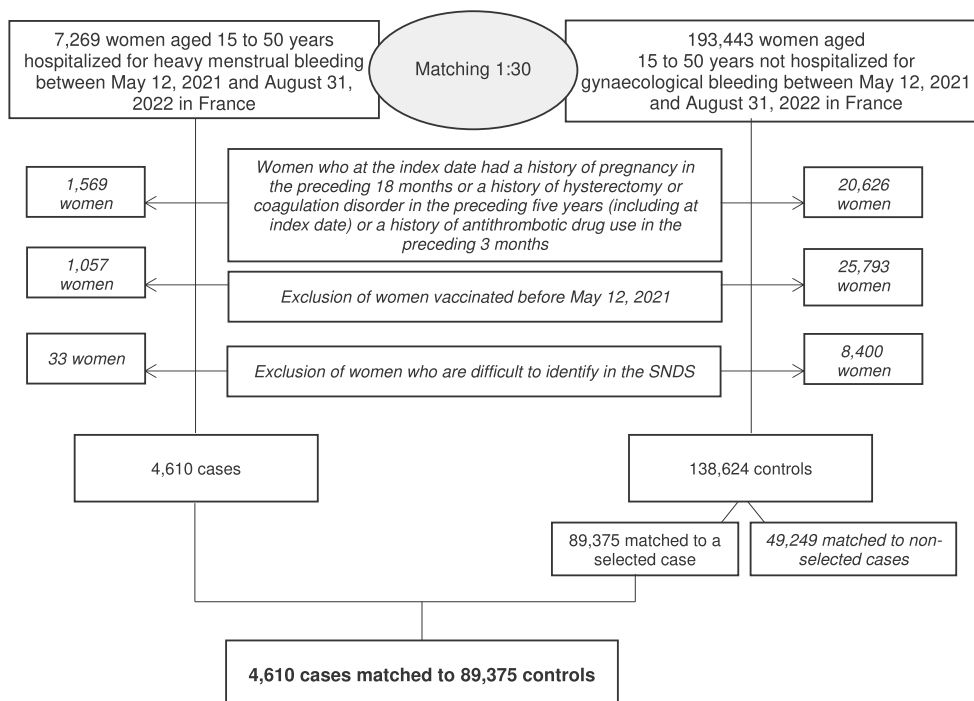 7,269 women aged 15 to 50 years
hospitalized for heavy menstrual bleeding
between May 12, 2021 and August 31,
2022 in France
Matching 1:30
193,443 women aged
15 to 50 years not hospitalized for
gynaecological bleeding between May 12, 2021
and August 31, 2022 in France
1,569
women
Women who at the index date had a history of pregnancy in
the preceding 18 months or a history of hysterectomy or
coagulation disorder in the preceding five years (including at
index date) or a history of antithrombotic drug use in the
preceding 3 months
20,626
women
1,057
women
Exclusion of women vaccinated before May 12, 2021
25,793
women
33 women
Exclusion of women who are difficult to identify in the SNDS
8,400
women
4,610 cases
138,624 controls
89,375 matched to a
selected case
49,249 matched to non-
selected cases
4,610 cases matched to 89,375 controls